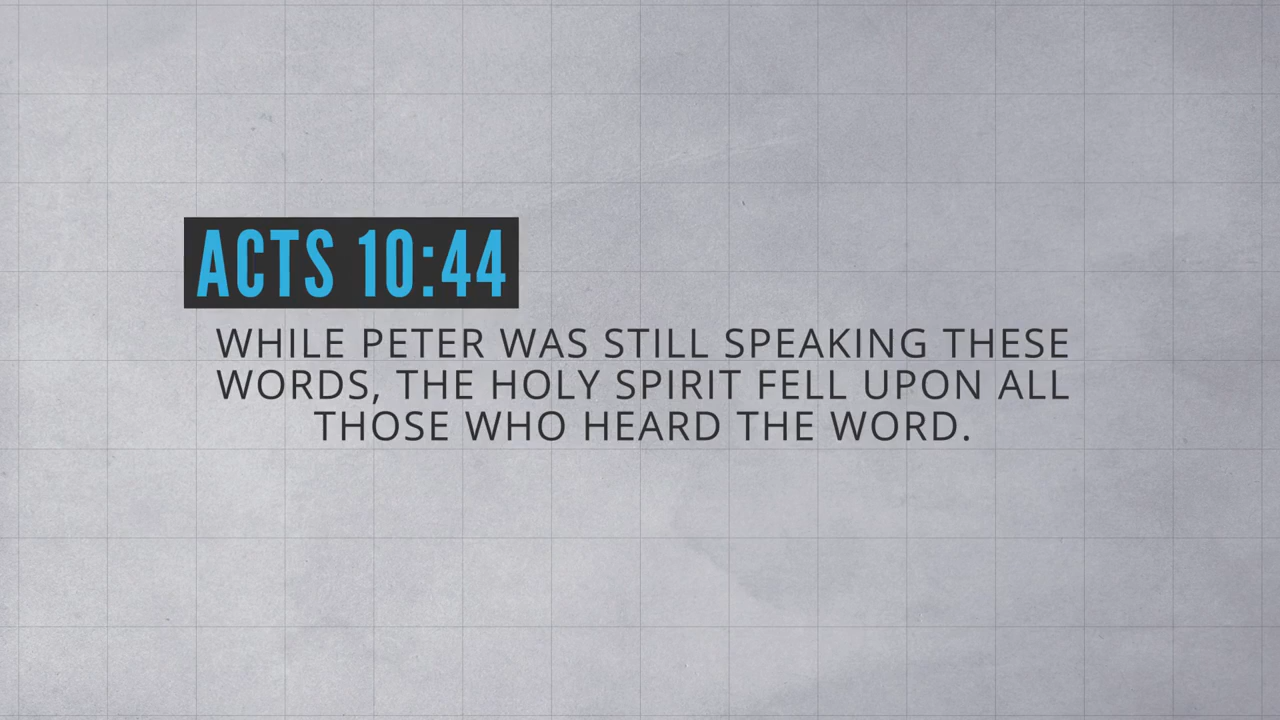 ACTS 10:44
WHILE PETER WAS STILL SPEAKING THESE
WORDS, THE HOLY SPIRIT FELL UPON ALL
THOSE WHO HEARD THE WORD.